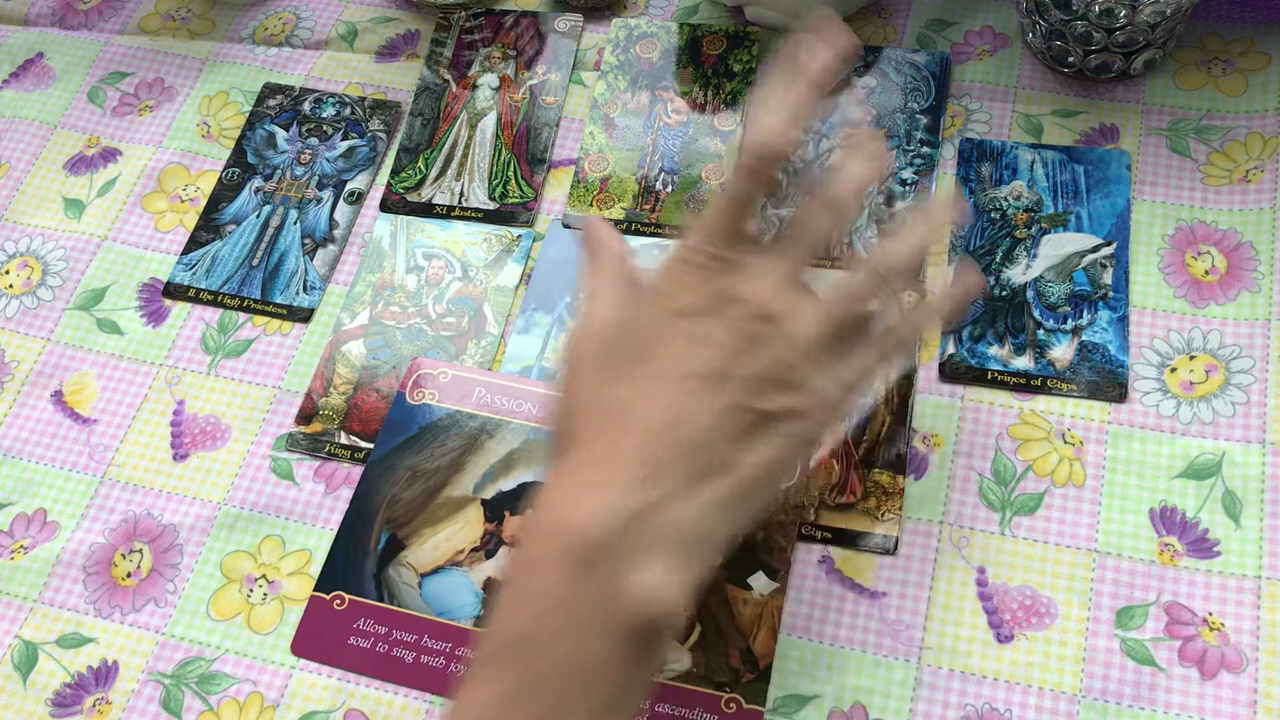 II. the High Priestess
XI. Justice
of Pentacles
Prince of Cups
King of
PASSION
Cups
Allow your heart and
soul to sing with joy
is ascending